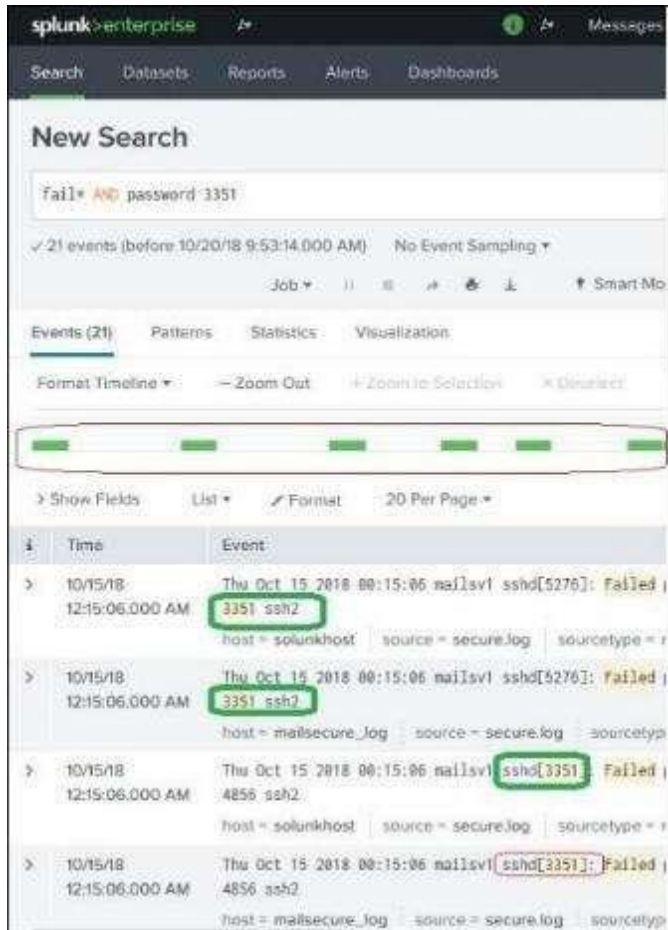 splunk>enterprise Messages
Search Datasets Reports Alerts Dashboards
New Search
fail* AND password 3351
✓ 21 events (before 10/20/18 9:53:14.000 AM) No Event Sampling ▾
Job ▾ Smart Mo
Events (21) Patterns Statistics Visualization
Format Timeline ▾ — Zoom Out + Zoom to Selection × Deselect
> Show Fields List ▾ Format 20 Per Page ▾
i Time Event
> 10/15/18 Thu Oct 15 2018 00:15:06 mailsv1 sshd[5276]: Failed
12:15:06.000 AM 3351 ssh2
host = solunkhost source = secure.log sourcetype =
> 10/15/18 Thu Oct 15 2018 00:15:06 mailsv1 sshd[5276]: Failed
12:15:06.000 AM 3351 ssh2
host = mailsecure_log source = secure.log sourcetyp
> 10/15/18 Thu Oct 15 2018 00:15:06 mailsv1 sshd[3351 Failed
12:15:06.000 AM 4856 ssh2
host = solunkhost source = secure.log sourcetype =
> 10/15/18 Thu Oct 15 2018 00:15:06 mailsv1 sshd[3351]: Failed
12:15:06.000 AM 4856 ssh2
host = mailsecure_log source = secure.log sourcetyp